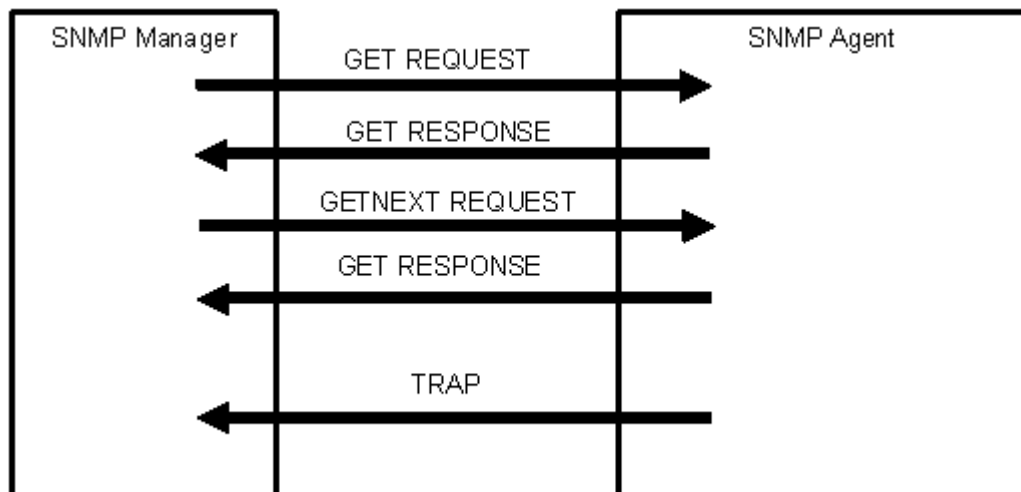 SNMP Manager
SNMP Agent
GET REQUEST
GET RESPONSE
GETNEXT REQUEST
GET RESPONSE
TRAP